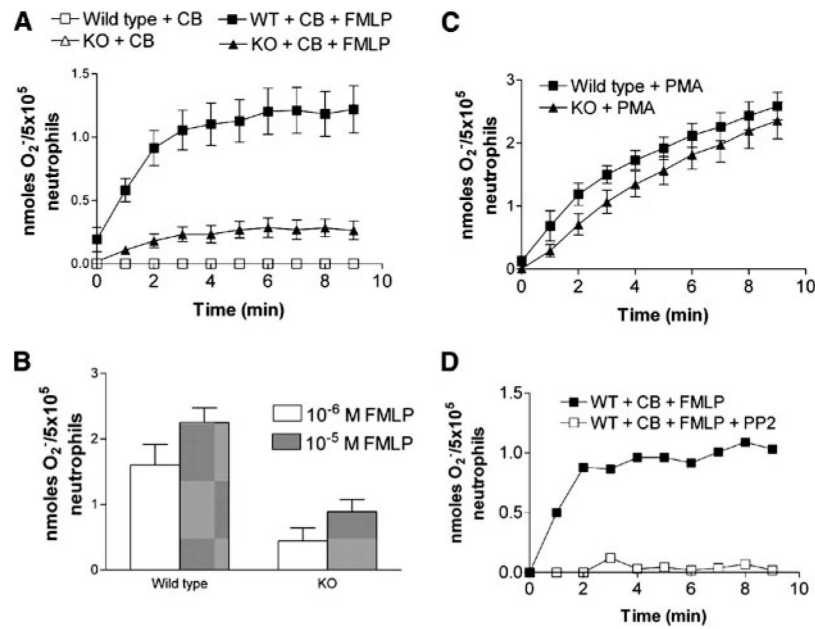 A
Wild type + CB
WT + CB + FMLP
KO + CB
KO + CB + FMLP
nmoles O₂⁻/5x10⁵
neutrophils
1.5
1.0
0.5
0.0
0 2 4 6 8 10
Time (min)
C
Wild type + PMA
KO + PMA
nmoles O₂⁻/5x10⁵
neutrophils
3
2
1
0
0 2 4 6 8 10
Time (min)
B
nmoles O₂⁻/5x10⁵
neutrophils
3
2
1
0
10⁻⁶ M FMLP
10⁻⁵ M FMLP
Wild type KO
D
WT + CB + FMLP
WT + CB + FMLP + PP2
nmoles O₂⁻/5x10⁵
neutrophils
1.5
1.0
0.5
0.0
0 2 4 6 8 10
Time (min)